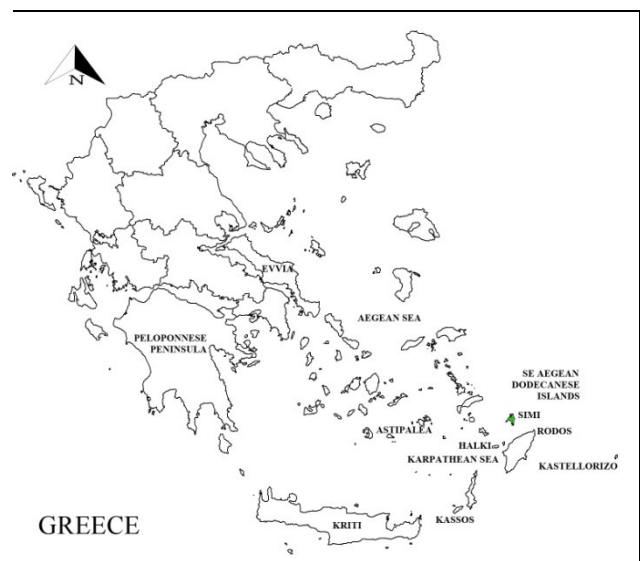 N
EVVIA
AEGEAN SEA
PELOPONNESE
PENINSULA
SE AEGEAN
DODECANESE
ISLANDS
SIMI
ASTIPALEA
RODOS
HALKI
KARPATHEAN SEA
KASTELLORIZO
KASSOS
KRITI
GREECE